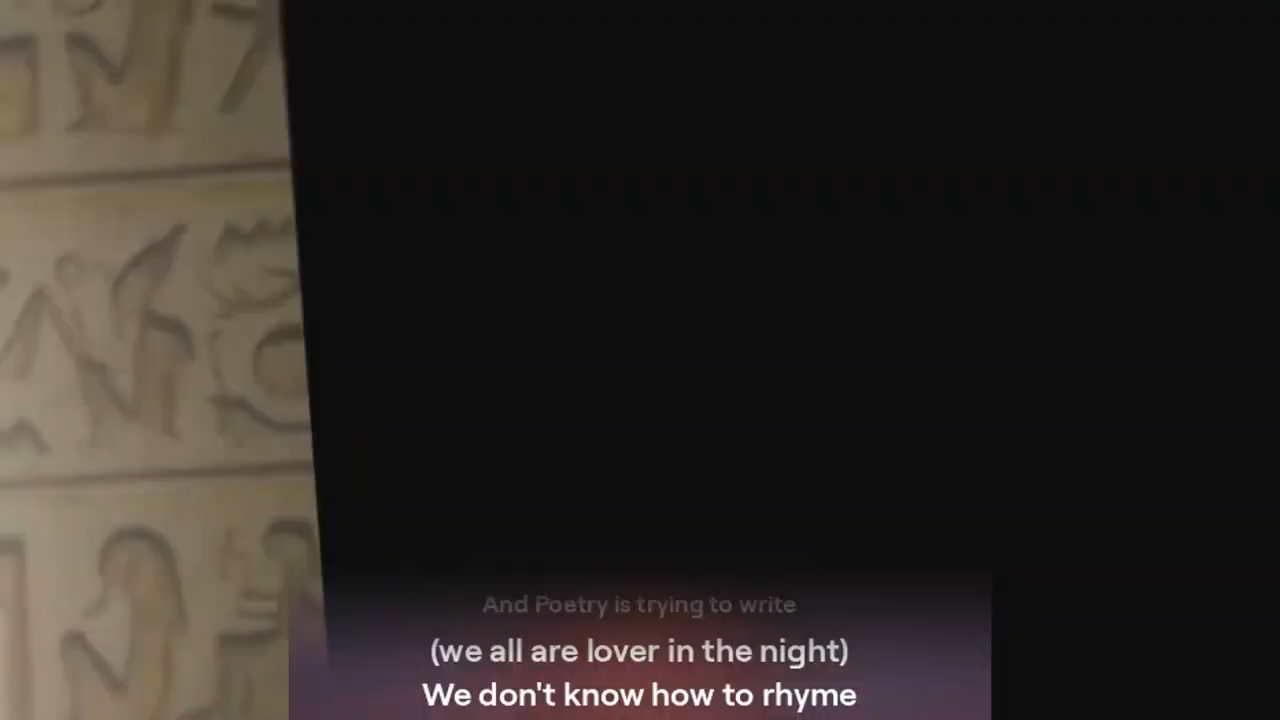 And Poetry is trying to write
(we all are lover in the night)
We don't know how to rhyme